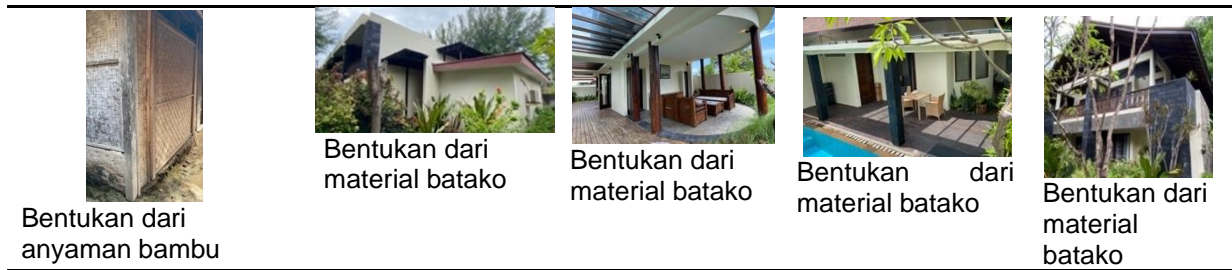 Bentukan dari
anyaman bambu
Bentukan dari
material batako
Bentukan dari
material batako
Bentukan dari
material batako
Bentukan dari
material
batako